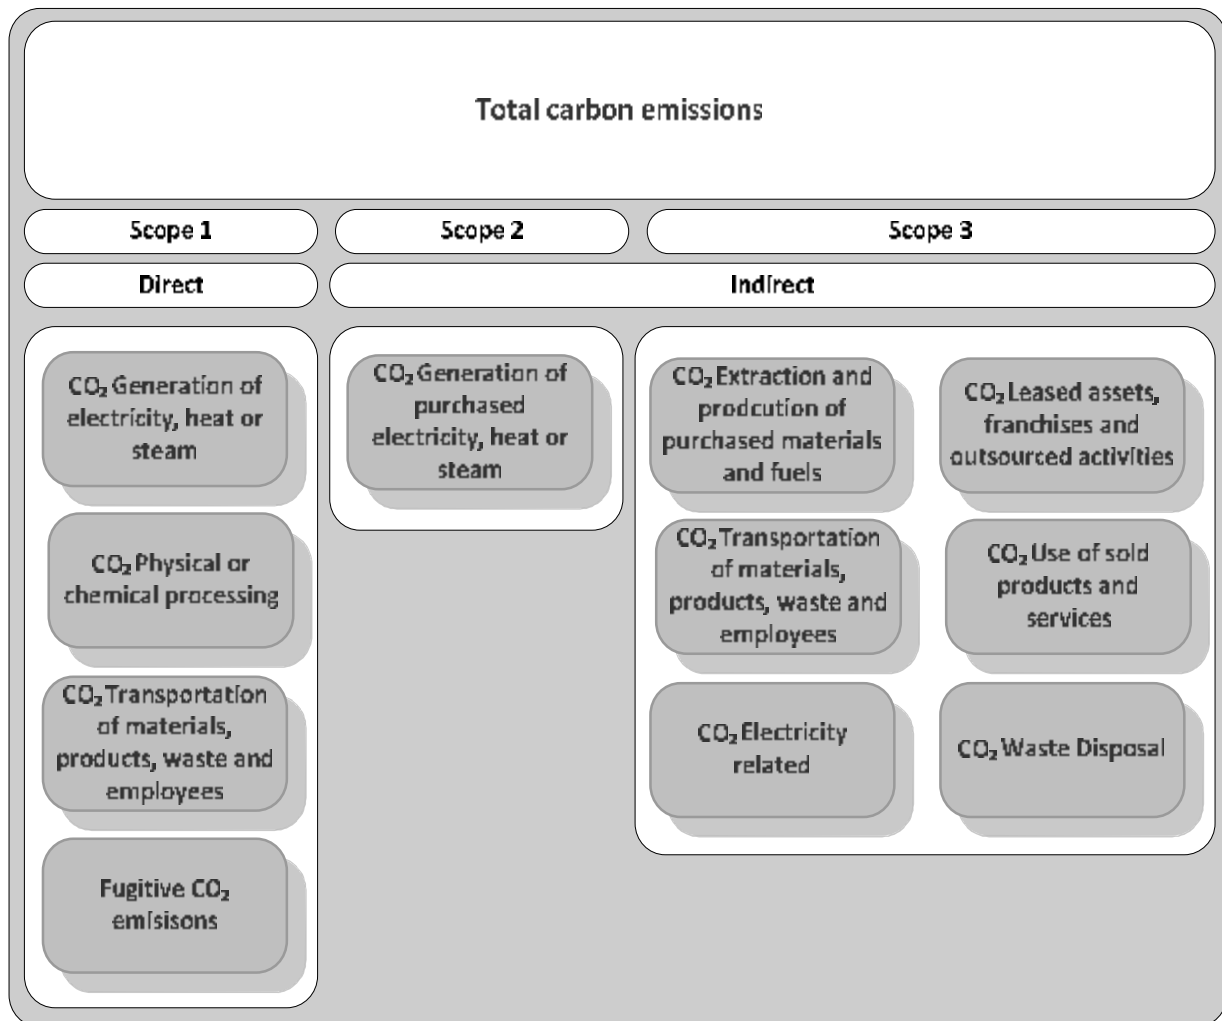 Total carbon emissions
Scope 1
Scope 2
Scope 3
Direct
Indirect
CO₂ Generation of
electricity, heat or
steam
CO₂ Physical or
chemical processing
CO₂ Transportation
of materials,
products, waste and
employees
Fugitive CO₂
emisisons
CO₂ Generation of
purchased
electricity, heat or
steam
CO₂ Extraction and
prodcution of
purchased materials
and fuels
CO₂ Transportation
of materials,
products, waste and
employees
CO₂ Electricity
related
CO₂ Leased assets,
franchises and
outsourced activities
CO₂ Use of sold
products and
services
CO₂ Waste Disposal